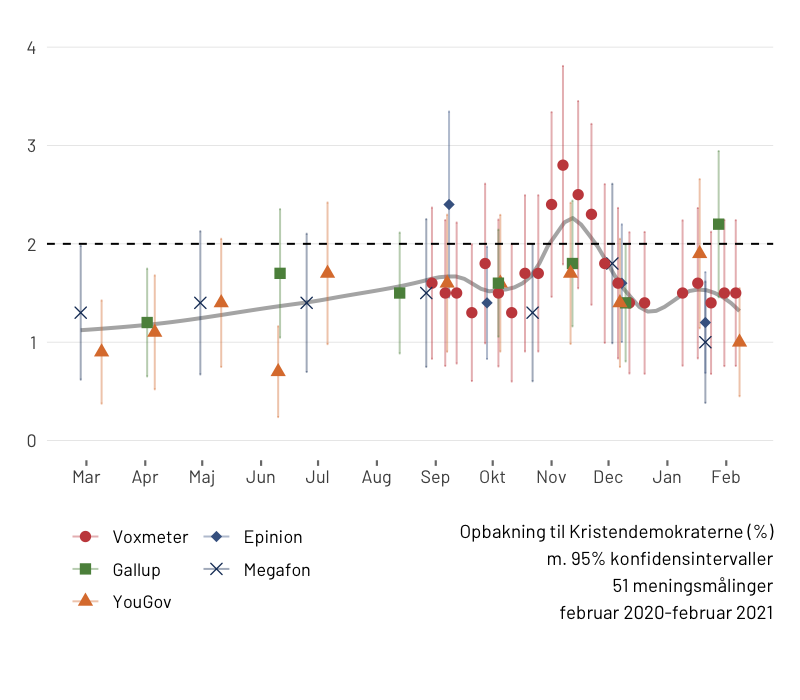 4
3
2
1
0
Mar Apr Maj Jun Jul Aug Sep Okt Nov Dec Jan Feb
Voxmeter Epinion
Gallup Megafon
YouGov
Opbakning til Kristendemokraterne (%)
m. 95% konfidensintervaller
51 meningsmålinger
februar 2020-februar 2021